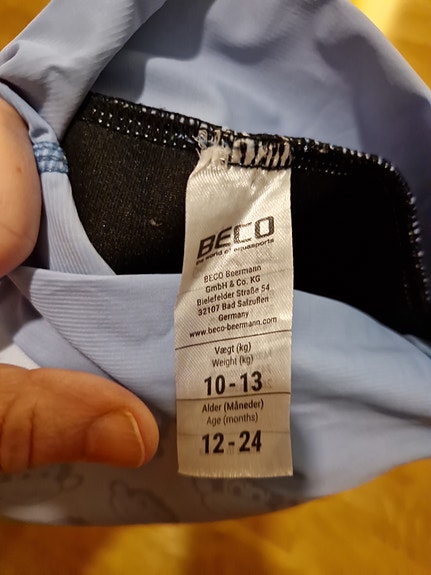 BECO
the world of aquasports
BECO Beermann
GmbH & Co. KG
Bielefelder Straße 54
32107 Bad Salzuflen
Germany
www.beco-beermann.com
Vægt (kg)
Weight (kg)
10-13
Alder (Måneder)
Age (months)
12-24